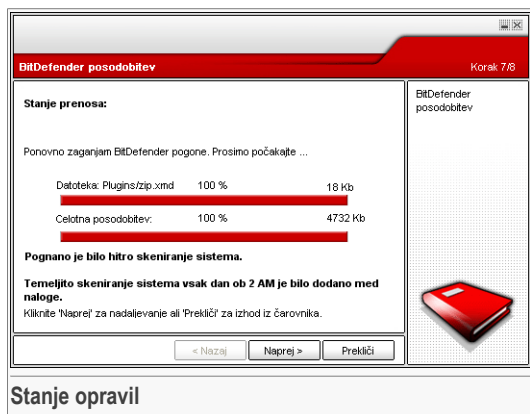 BitDefender posodobitev
Korak 7/8
Stanje prenosa:
Ponovno zaganjam BitDefender pogone. Prosimo počakajte ...
Datoteka: Plugins/zip.xmd 100 % 18 Kb
Celotna posodobitev: 100 % 4732 Kb
Pognano je bilo hitro skeniranje sistema.
Temeljito skeniranje sistema vsak dan ob 2 AM je bilo dodano med
naloge.
Kliknite 'Naprej' za nadaljevanje ali 'Prekliči' za izhod iz čarovnika.
BitDefender
posodobitev
< Nazaj
Naprej >
Prekliči
Stanje opravil